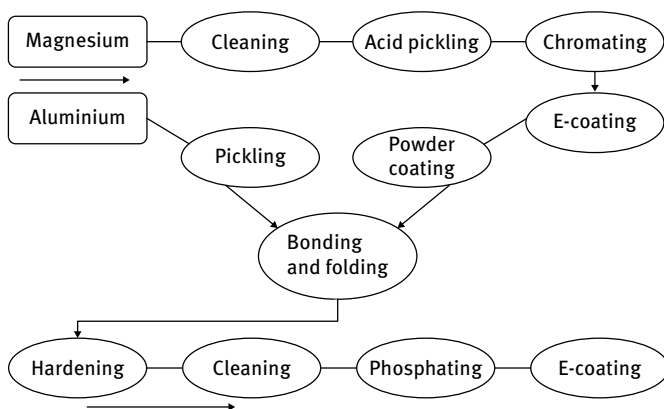 Magnesium
Cleaning
Acid pickling
Chromating
Aluminium
E-coating
Pickling
Powder
coating
Bonding
and folding
Hardening
Cleaning
Phosphating
E-coating